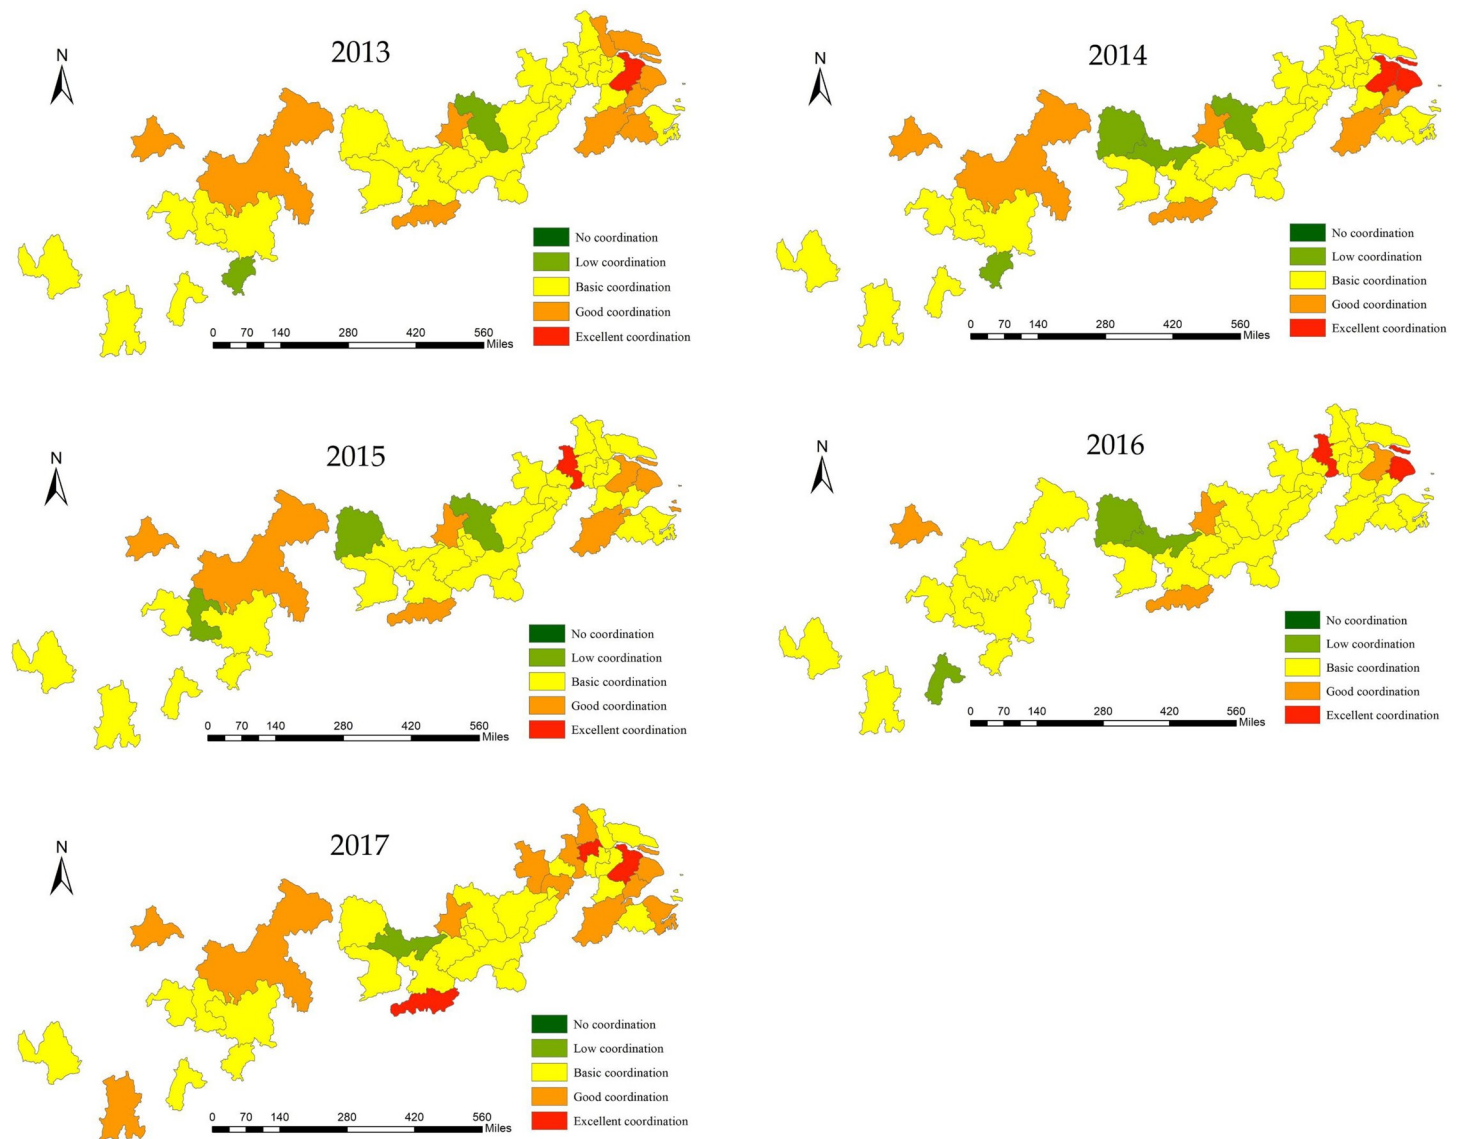 2013
N
No coordination
Low coordination
Basic coordination
Good coordination
Excellent coordination
0 70 140 280 420 560
Miles
2014
N
No coordination
Low coordination
Basic coordination
Good coordination
Excellent coordination
0 70 140 280 420 560
Miles
2015
N
No coordination
Low coordination
Basic coordination
Good coordination
Excellent coordination
0 70 140 280 420 560
Miles
2016
N
No coordination
Low coordination
Basic coordination
Good coordination
Excellent coordination
0 70 140 280 420 560
Miles
2017
N
No coordination
Low coordination
Basic coordination
Good coordination
Excellent coordination
0 70 140 280 420 560
Miles